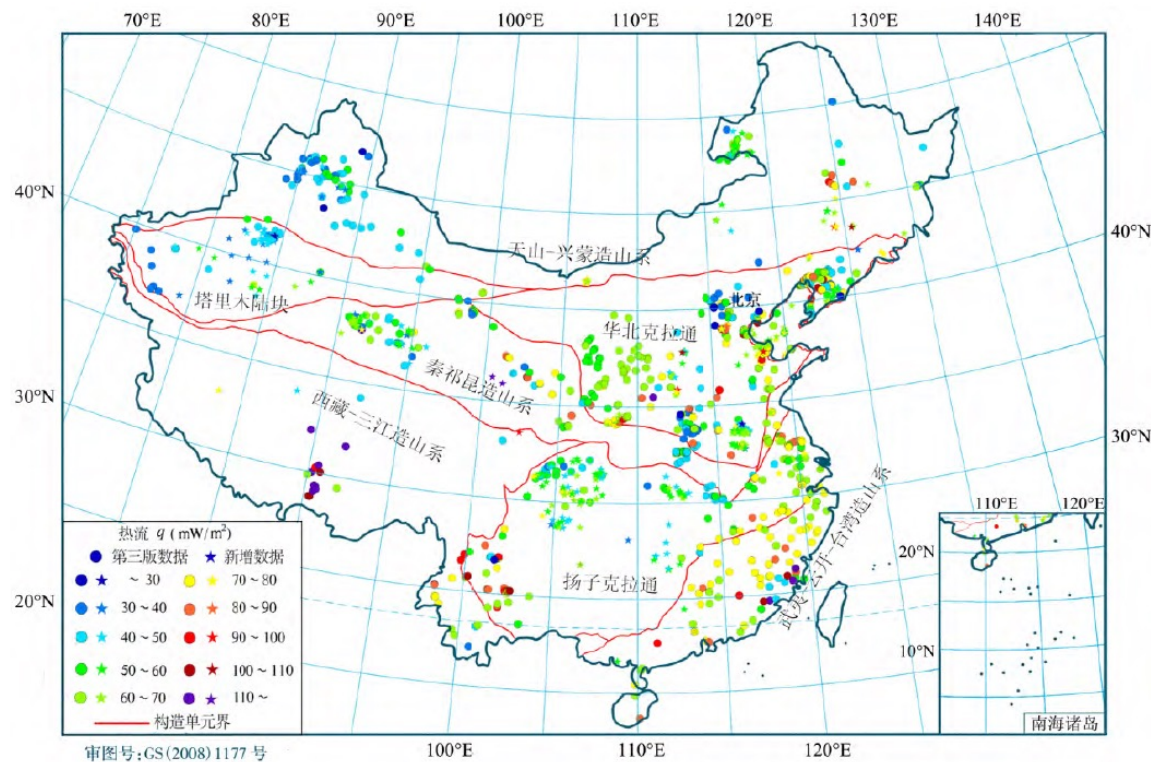 70°E 80°E 90°E 100°E 110°E 120°E 130°E 140°E
40°N
40°N
30°N
30°N
20°N
天山-兴蒙造山系
塔里木陆块
北京
华北克拉通
秦祁昆造山系
西藏-三江造山系
扬子克拉通
武夷-云开-台湾造山系
热流 q (mW/m²)
第三版数据 新增数据
~30 70~80
30~40 80~90
40~50 90~100
50~60 100~110
60~70 110~
构造单元界
110°E 120°E
20°N
10°N
南海诸岛
审图号:GS(2008)1177号
100°E 110°E 120°E